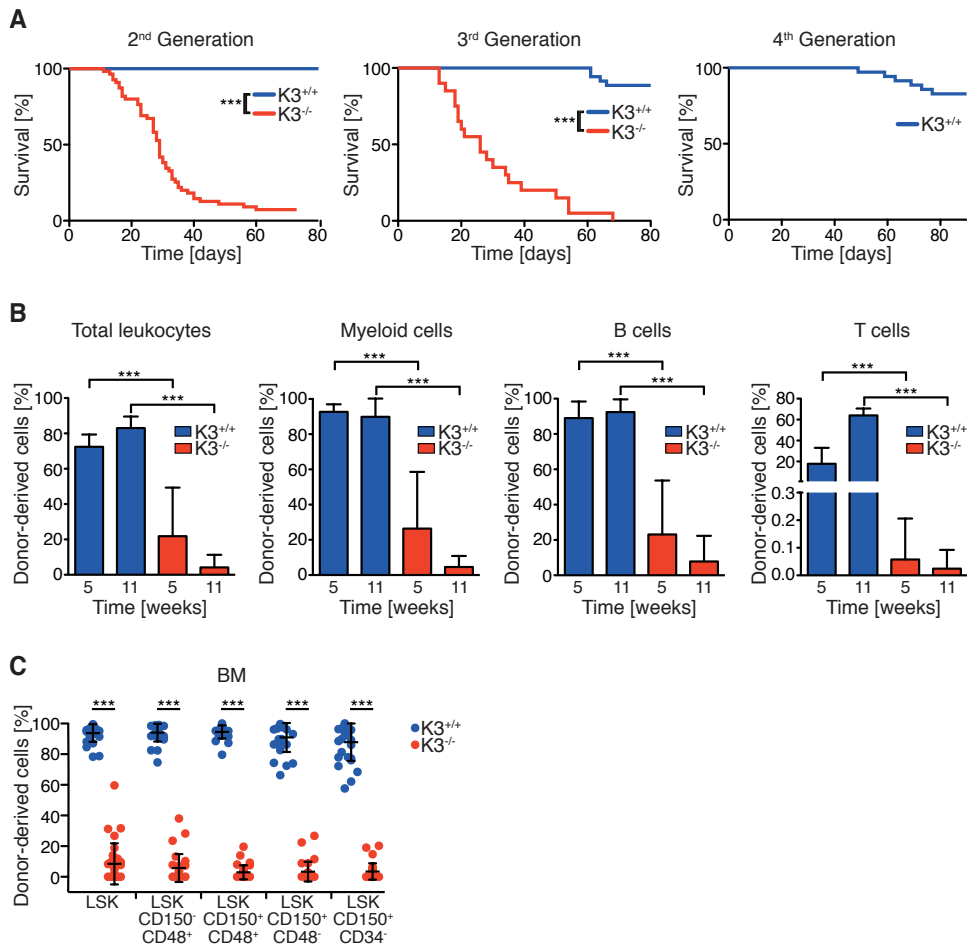 A
2nd Generation
3rd Generation
4th Generation
Survival [%]
100
50
0
*** K3+/+
K3-/-
0 20 40 60 80
Time [days]
Survival [%]
100
50
0
*** K3+/+
K3-/-
0 20 40 60 80
Time [days]
Survival [%]
100
50
0
K3+/+
0 20 40 60 80
Time [days]
B
Total leukocytes
Myeloid cells
B cells
T cells
Donor-derived cells [%]
***
***
100
80
60
40
20
0
K3+/+
K3-/-
5 11 5 11
Time [weeks]
Donor-derived cells [%]
***
***
100
80
60
40
20
0
K3+/+
K3-/-
5 11 5 11
Time [weeks]
Donor-derived cells [%]
***
***
100
80
60
40
20
0
K3+/+
K3-/-
5 11 5 11
Time [weeks]
Donor-derived cells [%]
***
***
80
60
40
20
0.3
0.2
0.1
0.0
K3+/+
K3-/-
5 11 5 11
Time [weeks]
C
BM
Donor-derived cells [%]
*** *** *** *** ***
100
80
60
40
20
0
K3+/+
K3-/-
LSK LSK LSK LSK LSK
CD150- CD150+ CD150+ CD150+
CD48+ CD48+ CD48- CD34-